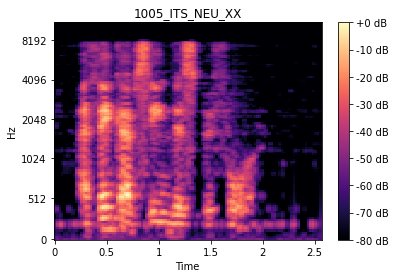 1005_ITS_NEU_XX
8192
4096
2048
1024
512
0
Hz
0
0.5
1
1.5
2
2.5
Time
+0 dB
-10 dB
-20 dB
-30 dB
-40 dB
-50 dB
-60 dB
-70 dB
-80 dB